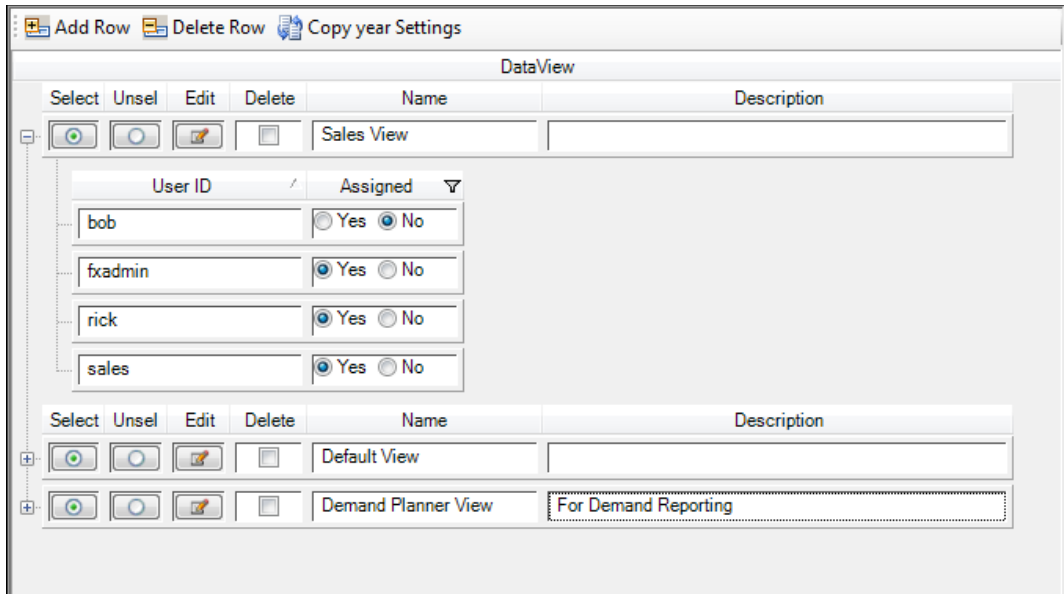 Add Row Delete Row Copy year Settings
DataView
Select Unsel Edit Delete Name Description
Sales View
User ID Assigned
bob Yes No
fxadmin Yes No
rick Yes No
sales Yes No
Select Unsel Edit Delete Name Description
Default View
Demand Planner View For Demand Reporting